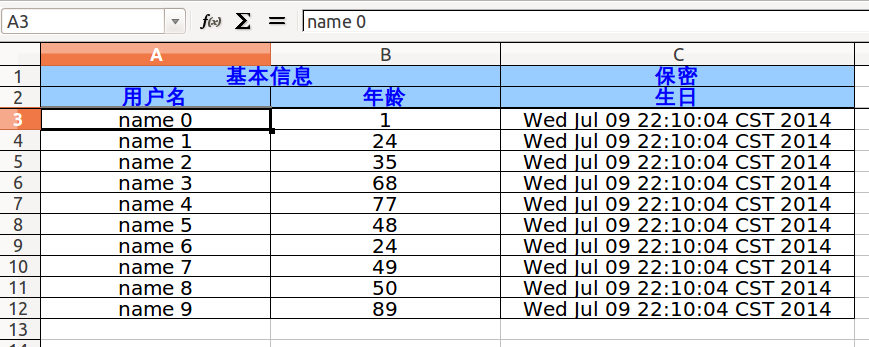 A3 f(x) Σ = name 0
A B C
1 基本信息 保密
2 用户名 年龄 生日
3 name 0 1 Wed Jul 09 22:10:04 CST 2014
4 name 1 24 Wed Jul 09 22:10:04 CST 2014
5 name 2 35 Wed Jul 09 22:10:04 CST 2014
6 name 3 68 Wed Jul 09 22:10:04 CST 2014
7 name 4 77 Wed Jul 09 22:10:04 CST 2014
8 name 5 48 Wed Jul 09 22:10:04 CST 2014
9 name 6 24 Wed Jul 09 22:10:04 CST 2014
10 name 7 49 Wed Jul 09 22:10:04 CST 2014
11 name 8 50 Wed Jul 09 22:10:04 CST 2014
12 name 9 89 Wed Jul 09 22:10:04 CST 2014
13